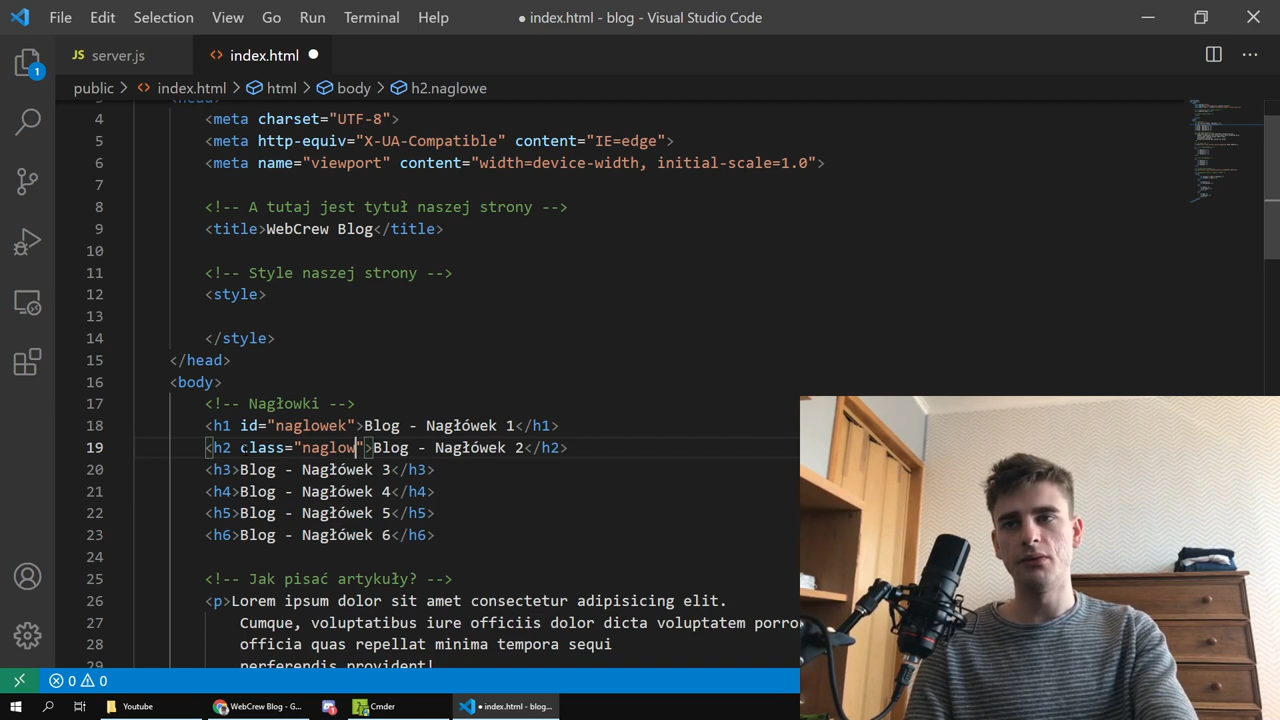 File Edit Selection View Go Run Terminal Help
● index.html - blog - Visual Studio Code
JS server.js
<> index.html ●
public > <> index.html > html > body > h2.naglowe
1
3 <head>
4 <meta charset="UTF-8">
5 <meta http-equiv="X-UA-Compatible" content="IE=edge">
6 <meta name="viewport" content="width=device-width, initial-scale=1.0">
7
8 <!-- A tutaj jest tytuł naszej strony -->
9 <title>WebCrew Blog</title>
10
11 <!-- Style naszej strony -->
12 <style>
13
14 </style>
15 </head>
16 <body>
17 <!-- Nagłowki -->
18 <h1 id="naglowek">Blog - Nagłówek 1</h1>
19 <h2 class="naglow">Blog - Nagłówek 2</h2>
20 <h3>Blog - Nagłówek 3</h3>
21 <h4>Blog - Nagłówek 4</h4>
22 <h5>Blog - Nagłówek 5</h5>
23 <h6>Blog - Nagłówek 6</h6>
24
25 <!-- Jak pisać artykuły? -->
26 <p>Lorem ipsum dolor sit amet consectetur adipisicing elit.
27 Cumque, voluptatibus iure officiis dolor dicta voluptatem porro
28 officia quas repellat minima tempora sequi
29 perferendis provident!
0 0
Youtube
WebCrew Blog - G...
Cmder
● index.html - blog...